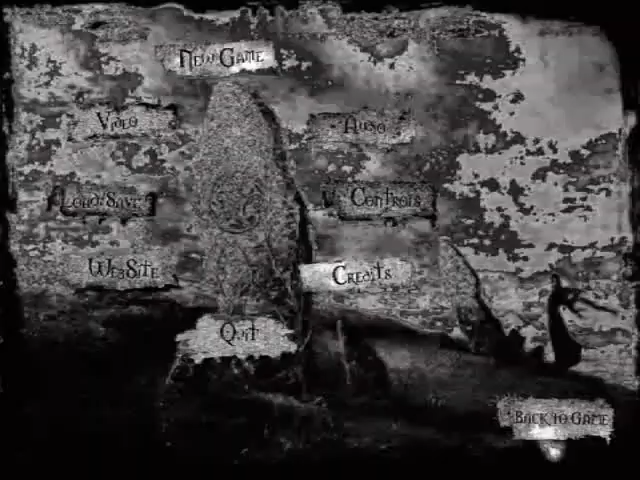 New Game
Video
Audio
Load/Save
Controls
WebSite
Credits
Quit
Back to Game